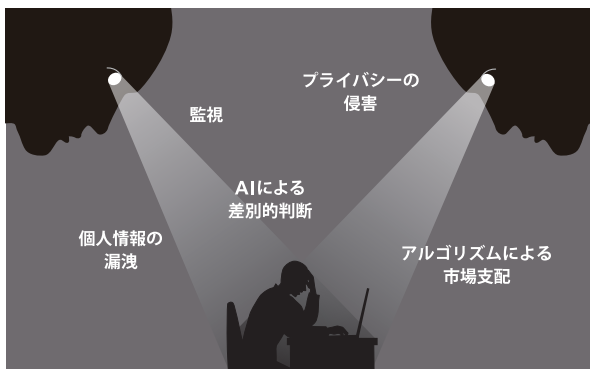 プライバシーの
侵害
監視
AIによる
差別的判断
個人情報の
漏洩
アルゴリズムによる
市場支配